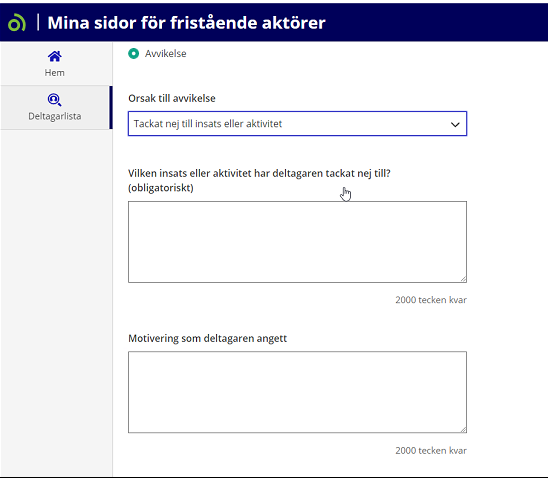 Mina sidor för fristående aktörer
Hem
Deltagarlista
Avvikelse
Orsak till avvikelse
Tackat nej till insats eller aktivitet
Vilken insats eller aktivitet har deltagaren tackat nej till?
(obligatoriskt)
2000 tecken kvar
Motivering som deltagaren angett
2000 tecken kvar